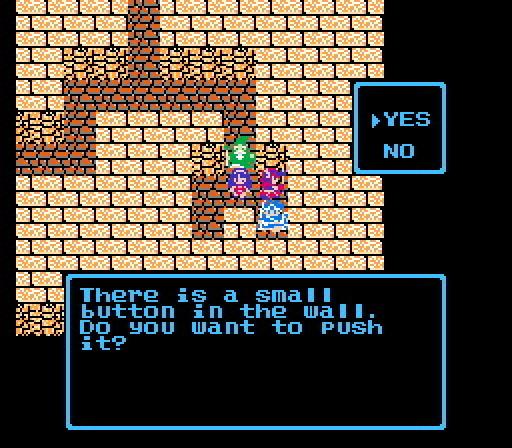 YES
NO
There is a small
button in the wall.
Do you want to push
it?